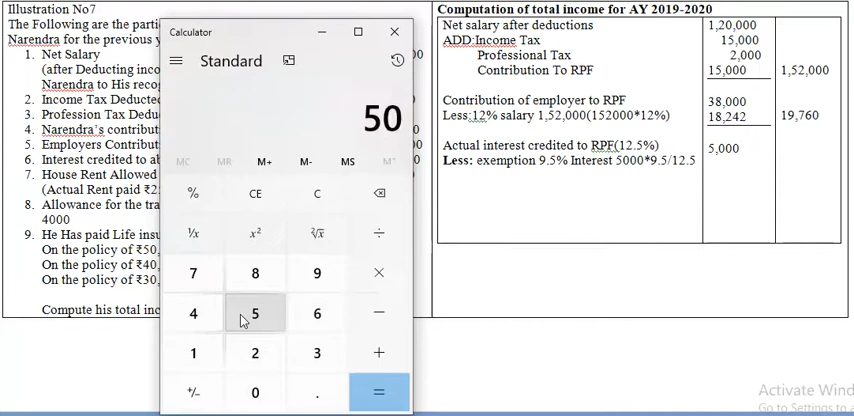 Illustration No7
The Following are the parti
Narendra for the previous y
1. Net Salary
(after Deducting inco
Narendra to His recog
2. Income Tax Deducted
3. Profession Tax Dedu
4. Narendra's contribut
5. Employers Contribut
6. Interest credited to ab
7. House Rent Allowed
(Actual Rent paid ₹2
8. Allowance for the tra
4000
9. He Has paid Life insu
On the policy of ₹50,
On the policy of ₹40,
On the policy of ₹30,
Compute his total inc
Calculator
Standard
50
MC MR M+ M- MS M˅
% CE C
¹/x x² ²√x ÷
7 8 9 ×
4 5 6 −
1 2 3 +
+/- 0 . =
Computation of total income for AY 2019-2020
Net salary after deductions 1,20,000
ADD:Income Tax 15,000
Professional Tax 2,000
Contribution To RPF 15,000 1,52,000
Contribution of employer to RPF 38,000
Less:12% salary 1,52,000(152000*12%) 18,242 19,760
Actual interest credited to RPF(12.5%) 5,000
Less: exemption 9.5% Interest 5000*9.5/12.5
Activate Wind
Go to Settings to a